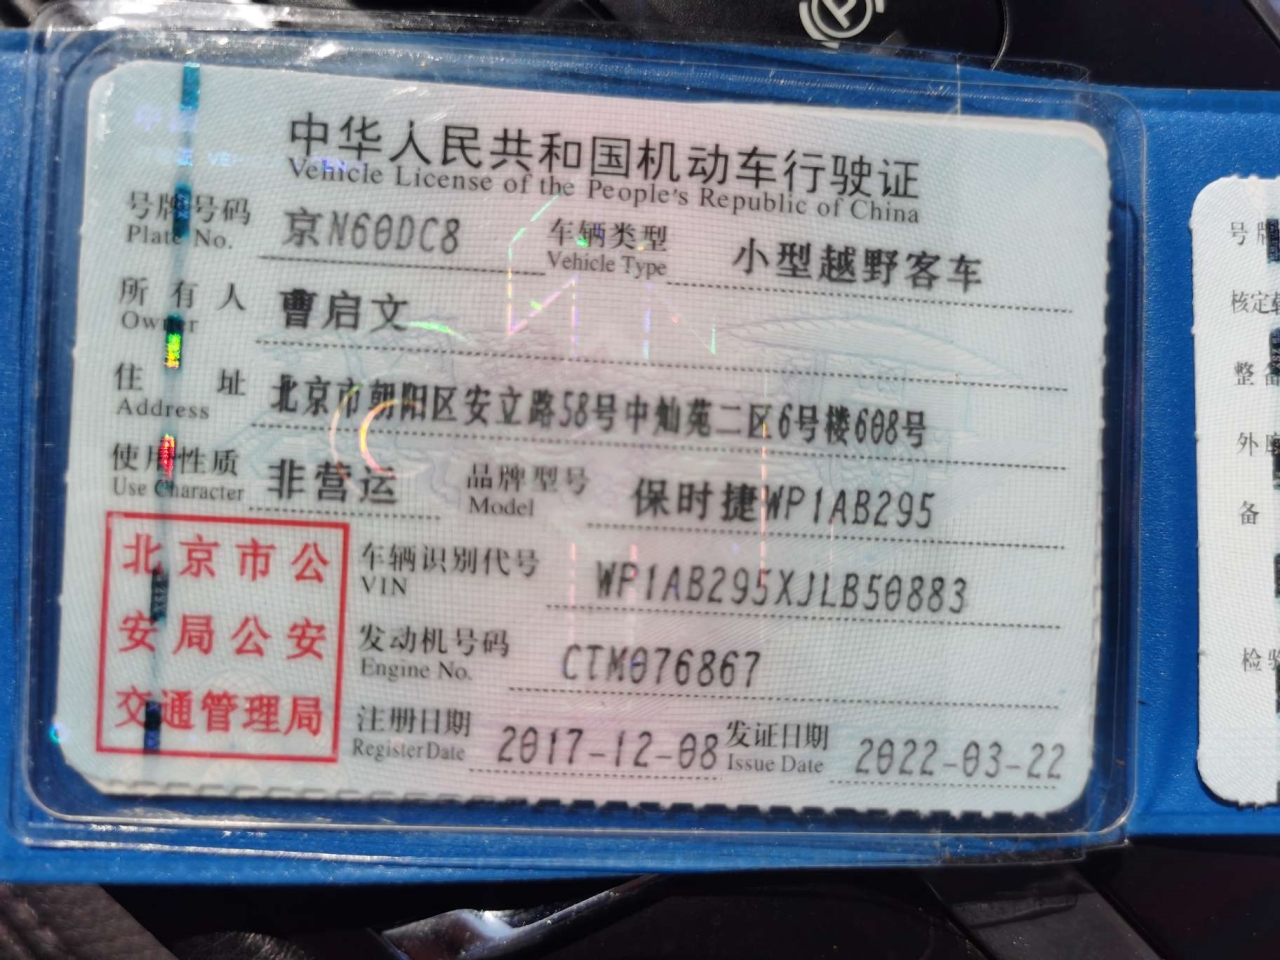 中华人民共和国机动车行驶证
Vehicle License of the People's Republic of China
号牌号码 京N60DC8 车辆类型 小型越野客车
Plate No. Vehicle Type
所有人 曹启文
Owner
住址 北京市朝阳区安立路58号中灿苑二区6号楼608号
Address
使用性质 非营运 品牌型号 保时捷WP1AB295
Use Character Model
北京市公
安局公安
交通管理局
车辆识别代号 WP1AB295XJLB50883
VIN
发动机号码 CTM076867
Engine No.
注册日期 2017-12-08 发证日期 2022-03-22
Register Date Issue Date
号牌
核定
整备
外
备
检验